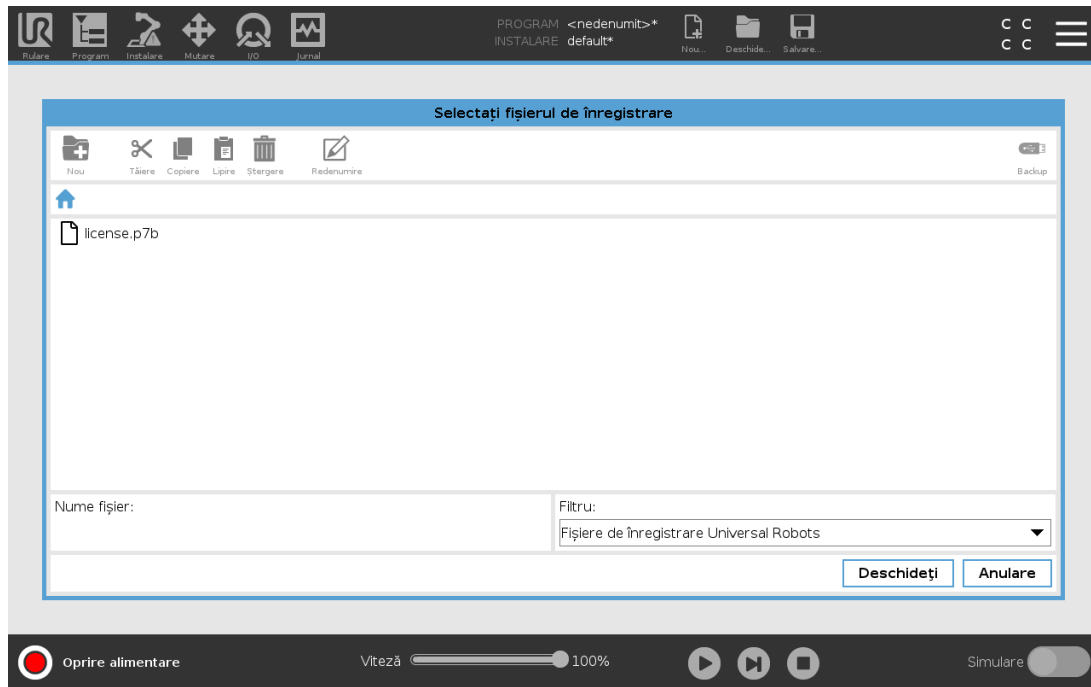 UR
PROGRAM <nedenumit>*
INSTALARE default*
C C
C C
Rulare Program Instalare Mutare I/O Jurnal Nou... Deschide... Salvare...
Selectați fișierul de înregistrare
Nou Tăiere Copiere Lipire Ștergere Redenumire Backup
license.p7b
Nume fișier:
Filtru:
Fișiere de înregistrare Universal Robots
Deschideţi Anulare
Oprire alimentare Viteză 100% Simulare